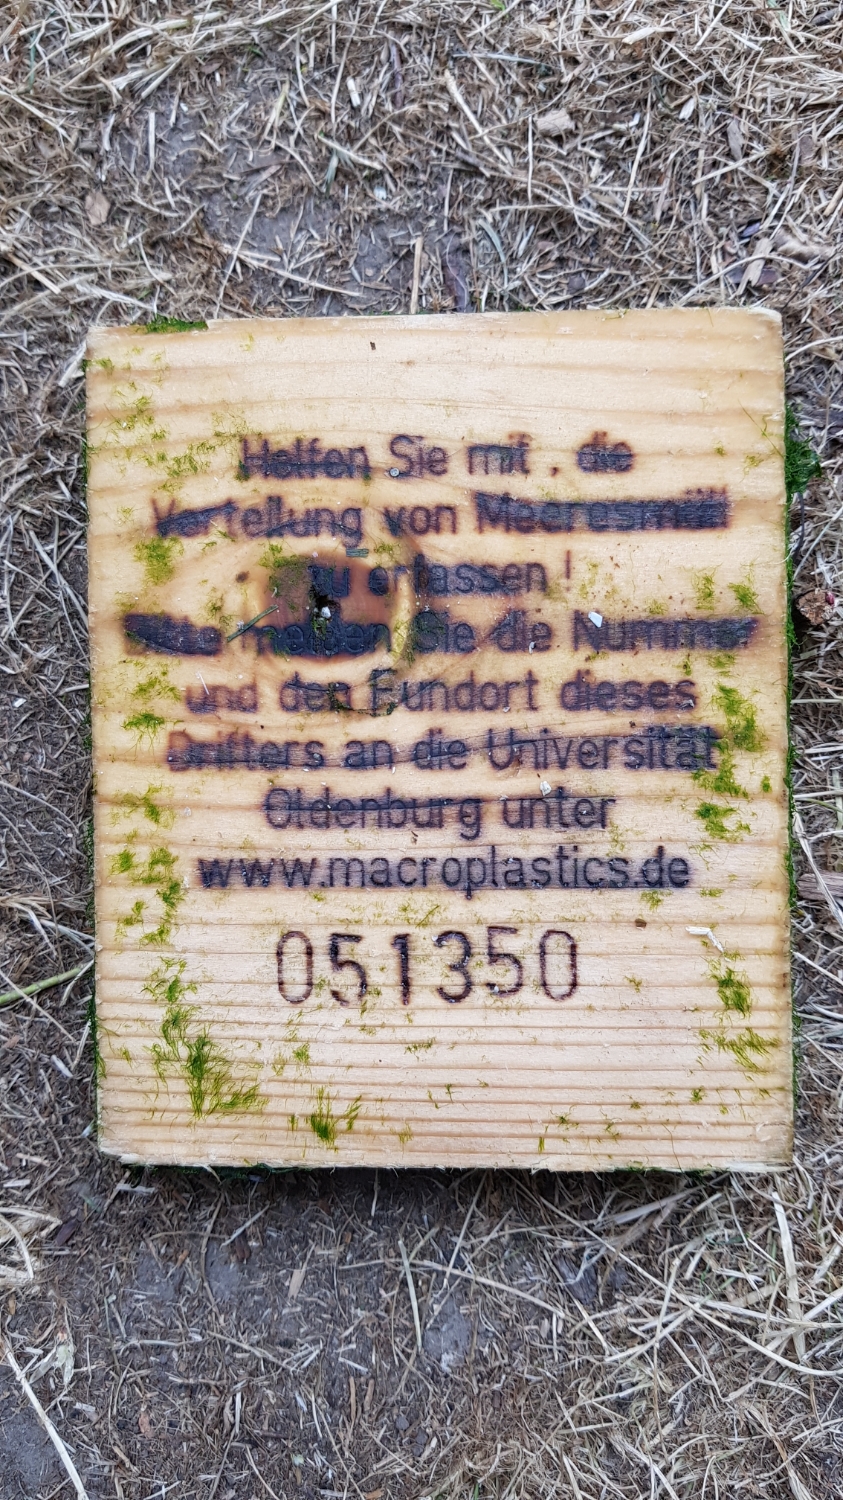 Helfen Sie mit, die
Verteilung von Meeresmüll
zu erfassen!
Bitte melden Sie die Nummer
und den Fundort dieses
Drifters an die Universität
Oldenburg unter
www.macroplastics.de
051350